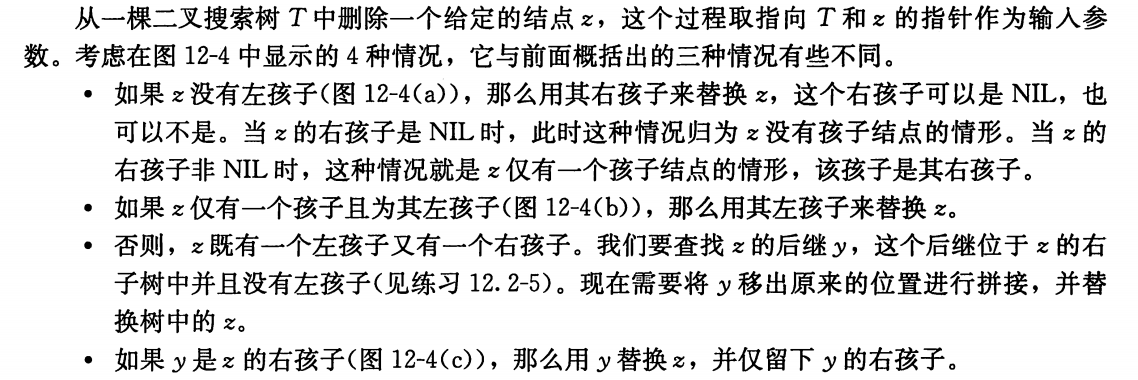 从一棵二叉搜索树 T 中删除一个给定的结点 z，这个过程取指向 T 和 z 的指针作为输入参
数。考虑在图 12-4 中显示的 4 种情况，它与前面概括出的三种情况有些不同。
• 如果 z 没有左孩子(图 12-4(a))，那么用其右孩子来替换 z，这个右孩子可以是 NIL，也
可以不是。当 z 的右孩子是 NIL 时，此时这种情况归为 z 没有孩子结点的情形。当 z 的
右孩子非 NIL 时，这种情况就是 z 仅有一个孩子结点的情形，该孩子是其右孩子。
• 如果 z 仅有一个孩子且为其左孩子(图 12-4(b))，那么用其左孩子来替换 z。
• 否则，z 既有一个左孩子又有一个右孩子。我们要查找 z 的后继 y，这个后继位于 z 的右
子树中并且没有左孩子(见练习 12.2-5)。现在需要将 y 移出原来的位置进行拼接，并替
换树中的 z。
• 如果 y 是 z 的右孩子(图 12-4(c))，那么用 y 替换 z，并仅留下 y 的右孩子。